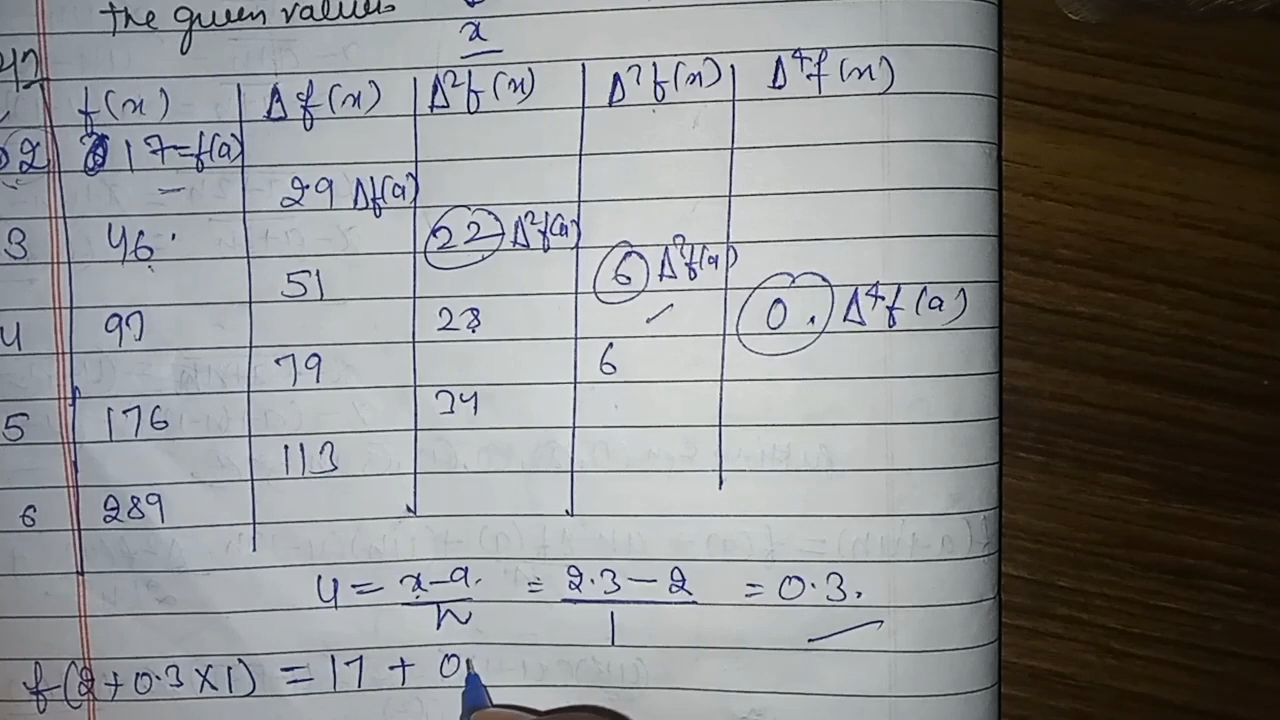 the given values
x
42
f(x) Δf(x) Δ²f(x) Δ³f(x) Δ⁴f(x)
2 17=f(a)
29 Δf(a)
3 46 22 Δ²f(a)
51 6 Δ³f(a)
4 97 28 0. Δ⁴f(a)
79 6
5 176 34
113
6 289
u = x-a / h = 2.3-2 / 1 = 0.3.
f(2+0.3×1) = 17 + 0